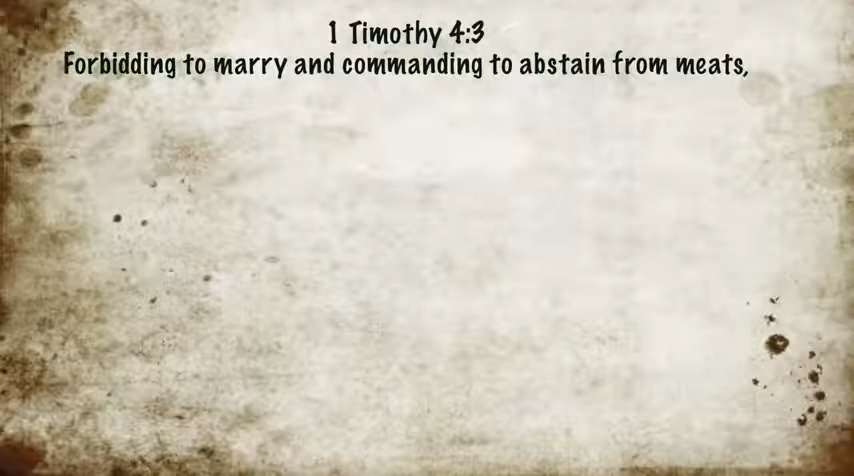 1 Timothy 4:3
Forbidding to marry and commanding to abstain from meats,